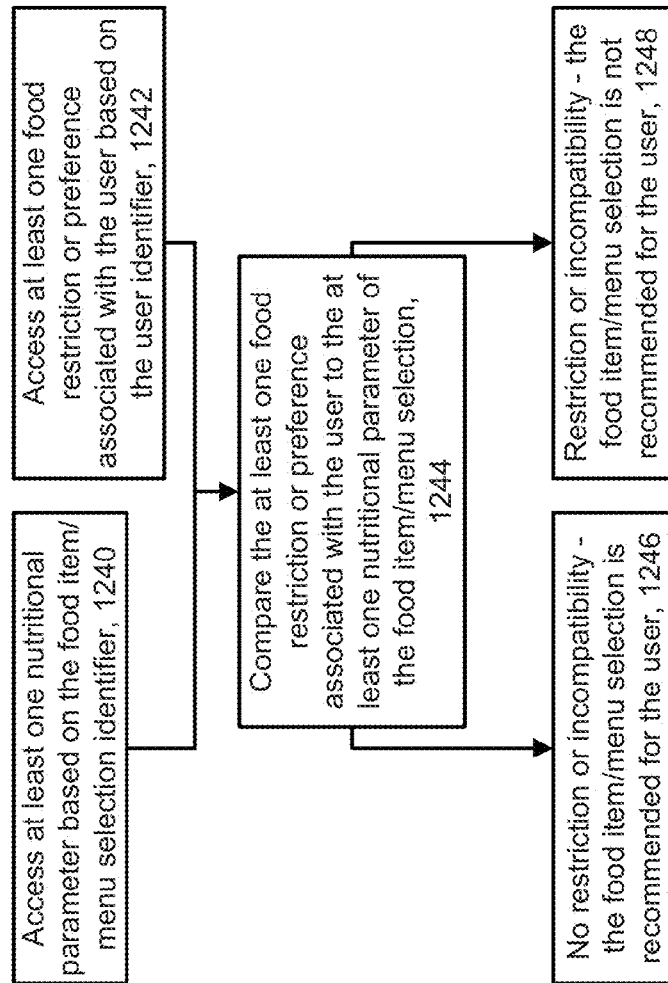 Access at least one nutritional
parameter based on the food item/
menu selection identifier, 1240
Access at least one food
restriction or preference
associated with the user based on
the user identifier, 1242
Compare the at least one food
restriction or preference
associated with the user to the at
least one nutritional parameter of
the food item/menu selection,
1244
No restriction or incompatibility -
the food item/menu selection is
recommended for the user, 1246
Restriction or incompatibility - the
food item/menu selection is not
recommended for the user, 1248